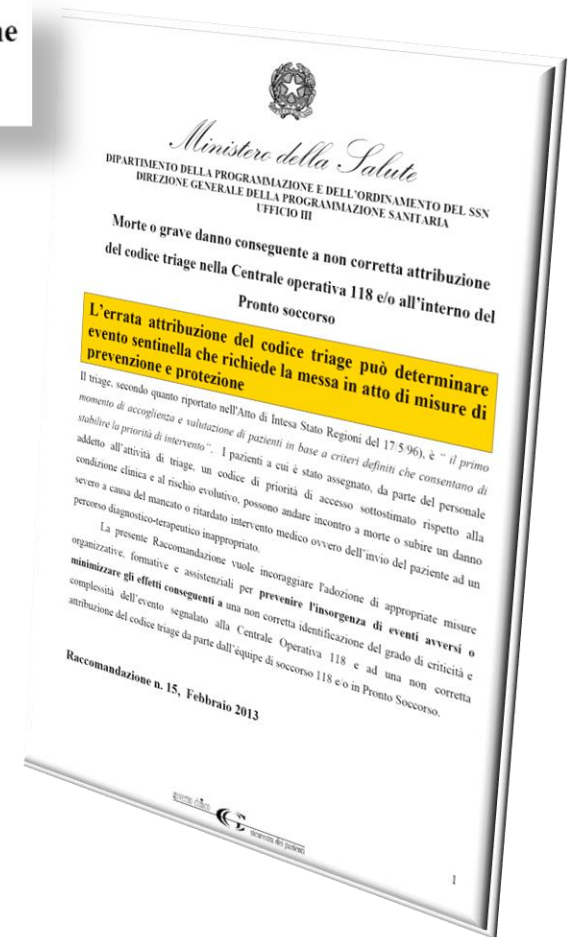 ne
Ministero della Salute
DIPARTIMENTO DELLA PROGRAMMAZIONE E DELL'ORDINAMENTO DEL SSN
DIREZIONE GENERALE DELLA PROGRAMMAZIONE SANITARIA
UFFICIO III
Morte o grave danno conseguente a non corretta attribuzione
del codice triage nella Centrale operativa 118 e/o all'interno del
Pronto soccorso
L'errata attribuzione del codice triage può determinare
evento sentinella che richiede la messa in atto di misure di
prevenzione e protezione
Il triage, secondo quanto riportato nell'Atto di Intesa Stato Regioni del 17/5/96), è " il primo
momento di accoglienza e valutazione di pazienti in base a criteri definiti che consentano di
stabilire la priorità di intervento". I pazienti a cui è stato assegnato, da parte del personale
addetto all'attività di triage, un codice di priorità di accesso sottostimato rispetto alla
condizione clinica e al rischio evolutivo, possono andare incontro a morte o subire un danno
severo a causa del mancato o ritardato intervento medico ovvero dell'invio del paziente ad un
percorso diagnostico-terapeutico inappropriato.
La presente Raccomandazione vuole incoraggiare l'adozione di appropriate misure
organizzative, formative e assistenziali per prevenire l'insorgenza di eventi avversi o
minimizzare gli effetti conseguenti a una non corretta identificazione del grado di criticità e
complessità dell'evento segnalato alla Centrale Operativa 118 e ad una non corretta
attribuzione del codice triage da parte dall'équipe di soccorso 118 e/o in Pronto Soccorso.
Raccomandazione n. 15, Febbraio 2013
governo clinico
sicurezza dei pazienti
1